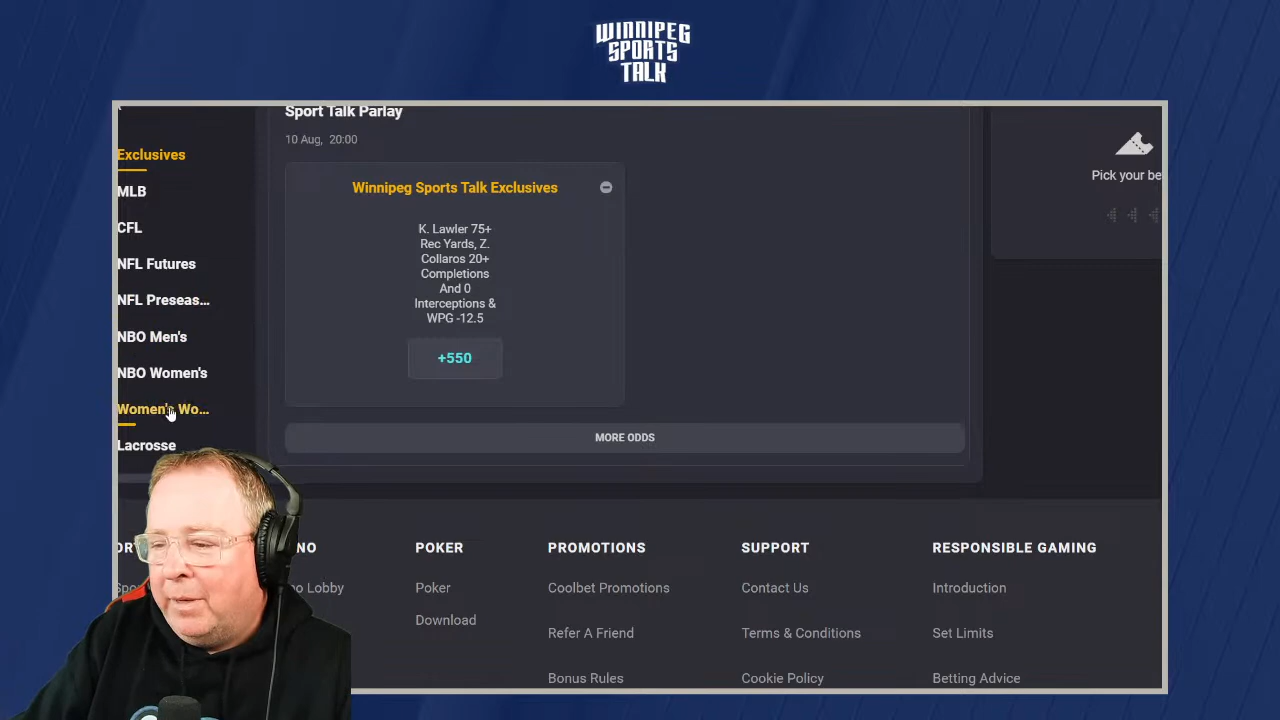 WINNIPEG
SPORTS
TALK
Sport Talk Parlay
10 Aug, 20:00
Exclusives
MLB
CFL
NFL Futures
NFL Preseas...
NBO Men's
NBO Women's
Women's Wo...
Lacrosse
Winnipeg Sports Talk Exclusives
K. Lawler 75+
Rec Yards, Z.
Collaros 20+
Completions
And 0
Interceptions &
WPG -12.5
+550
MORE ODDS
Pick your be
POKER
Poker
Download
PROMOTIONS
Coolbet Promotions
Refer A Friend
Bonus Rules
SUPPORT
Contact Us
Terms & Conditions
Cookie Policy
RESPONSIBLE GAMING
Introduction
Set Limits
Betting Advice